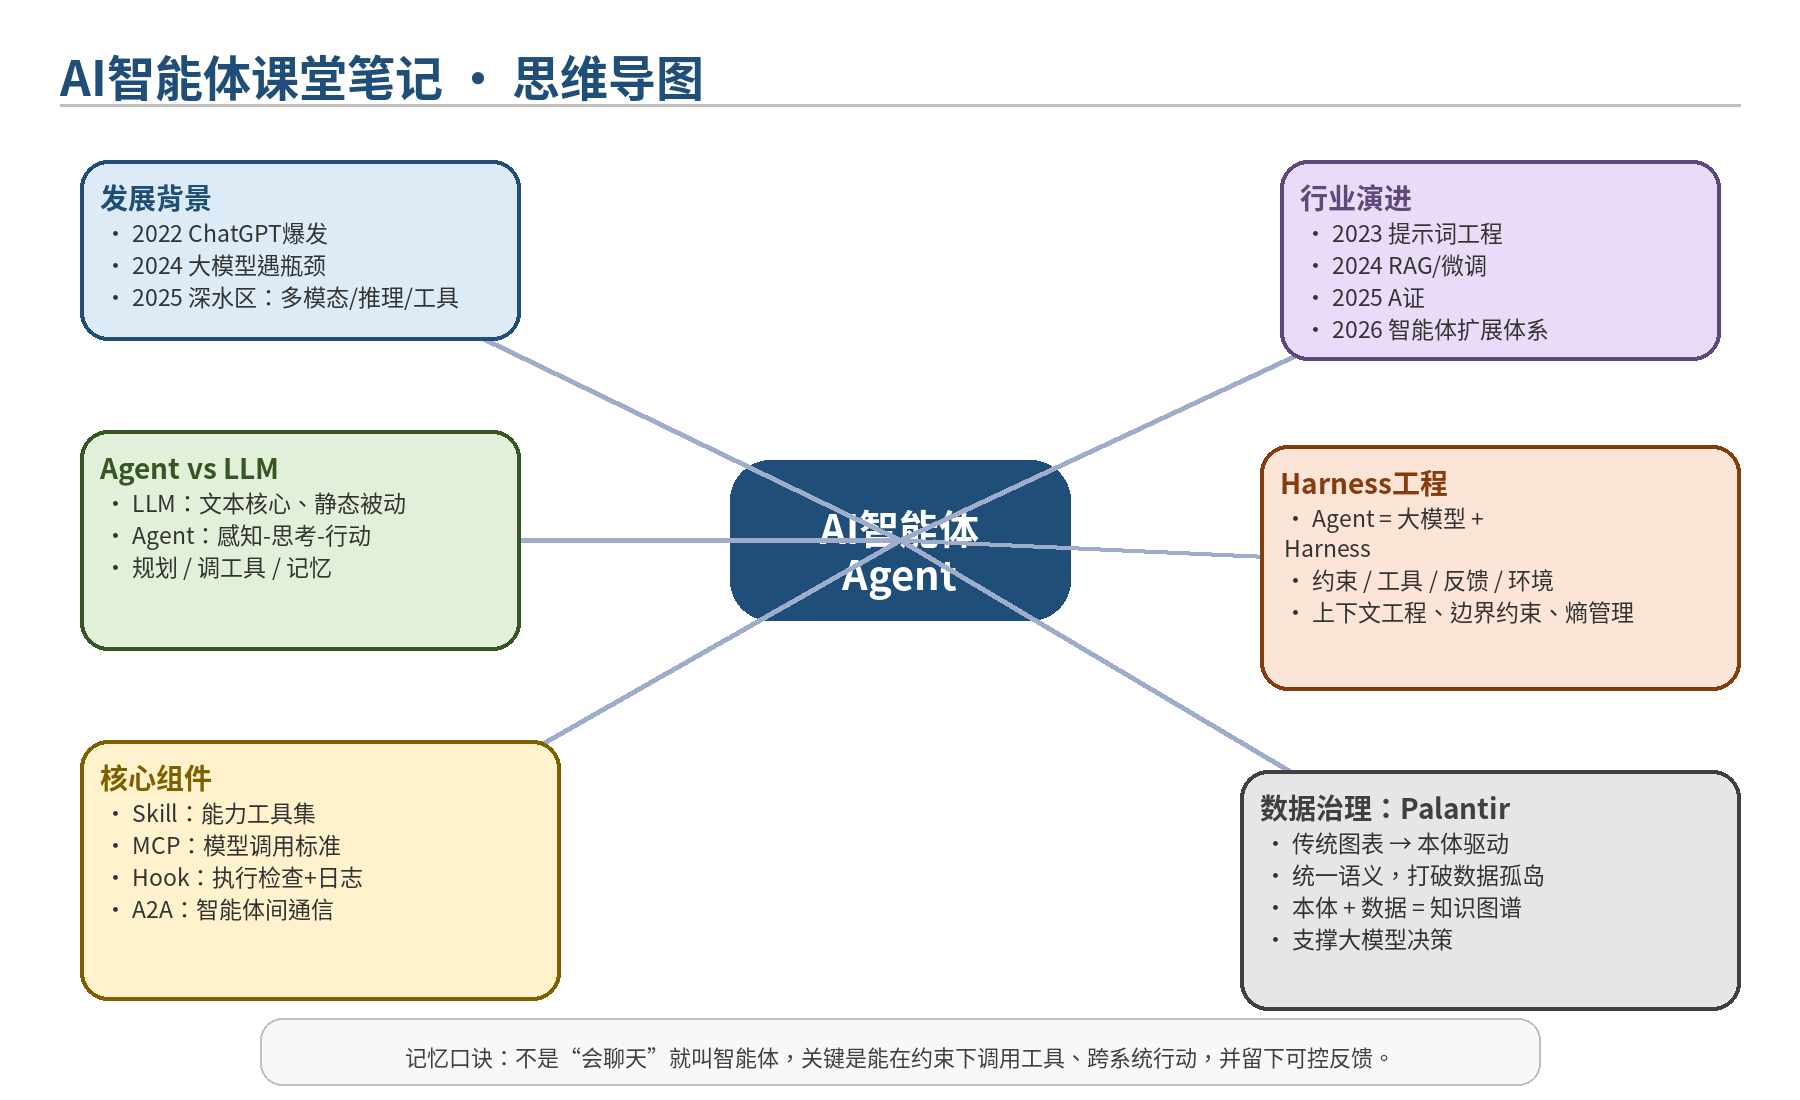 AI智能体课堂笔记 · 思维导图
发展背景
• 2022 ChatGPT爆发
• 2024 大模型遇瓶颈
• 2025 深水区：多模态/推理/工具
行业演进
• 2023 提示词工程
• 2024 RAG/微调
• 2025 A证
• 2026 智能体扩展体系
Agent vs LLM
• LLM：文本核心、静态被动
• Agent：感知-思考-行动
• 规划 / 调工具 / 记忆
AI智能体
Agent
Harness工程
• Agent = 大模型 +
Harness
• 约束 / 工具 / 反馈 / 环境
• 上下文工程、边界约束、熵管理
核心组件
• Skill：能力工具集
• MCP：模型调用标准
• Hook：执行检查+日志
• A2A：智能体间通信
数据治理：Palantir
• 传统图表 → 本体驱动
• 统一语义，打破数据孤岛
• 本体 + 数据 = 知识图谱
• 支撑大模型决策
记忆口诀：不是“会聊天”就叫智能体，关键是能在约束下调用工具、跨系统行动，并留下可控反馈。